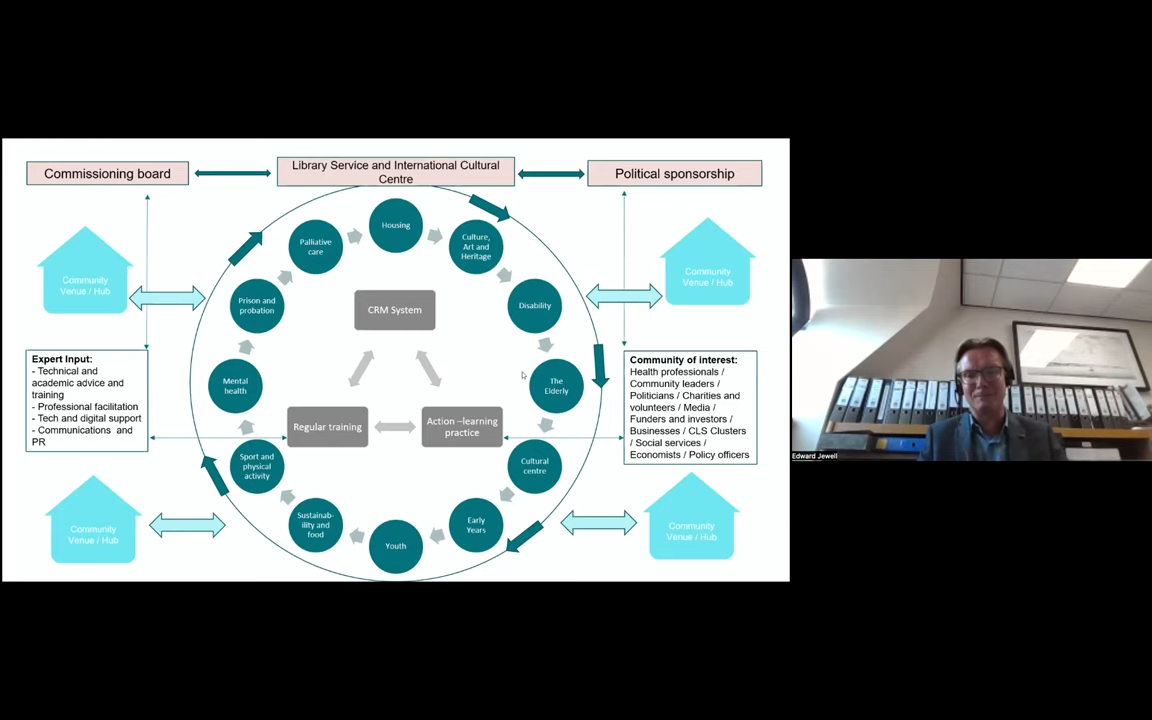 Commissioning board
Library Service and International Cultural
Centre
Political sponsorship
Housing
Culture,
Art and
Heritage
Disability
The
Elderly
Cultural
centre
Early
Years
Youth
Sustainab-
ility and
food
Sport and
physical
activity
Mental
health
Prison and
probation
Palliative
care
CRM System
Regular training
Action –learning
practice
Community
Venue / Hub
Community
Venue / Hub
Expert Input:
- Technical and
academic advice and
training
- Professional facilitation
- Tech and digital support
- Communications and
PR
Community of interest:
Health professionals /
Community leaders /
Politicians / Charities and
volunteers / Media /
Funders and investors /
Businesses / CLS Clusters
/ Social services /
Economists / Policy officers
Community
Venue / Hub
Community
Venue / Hub
Edward Jewell